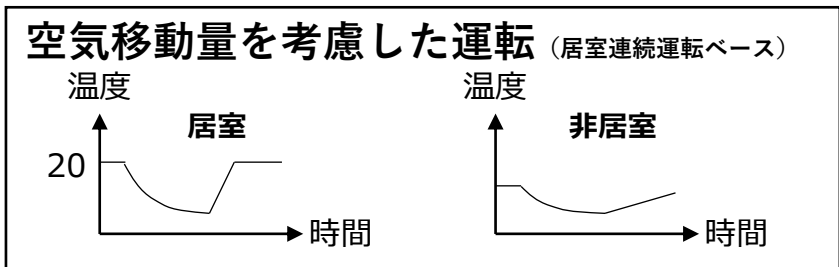 空気移動量を考慮した運転（居室連続運転ベース）
温度
居室
20
時間
温度
非居室
時間